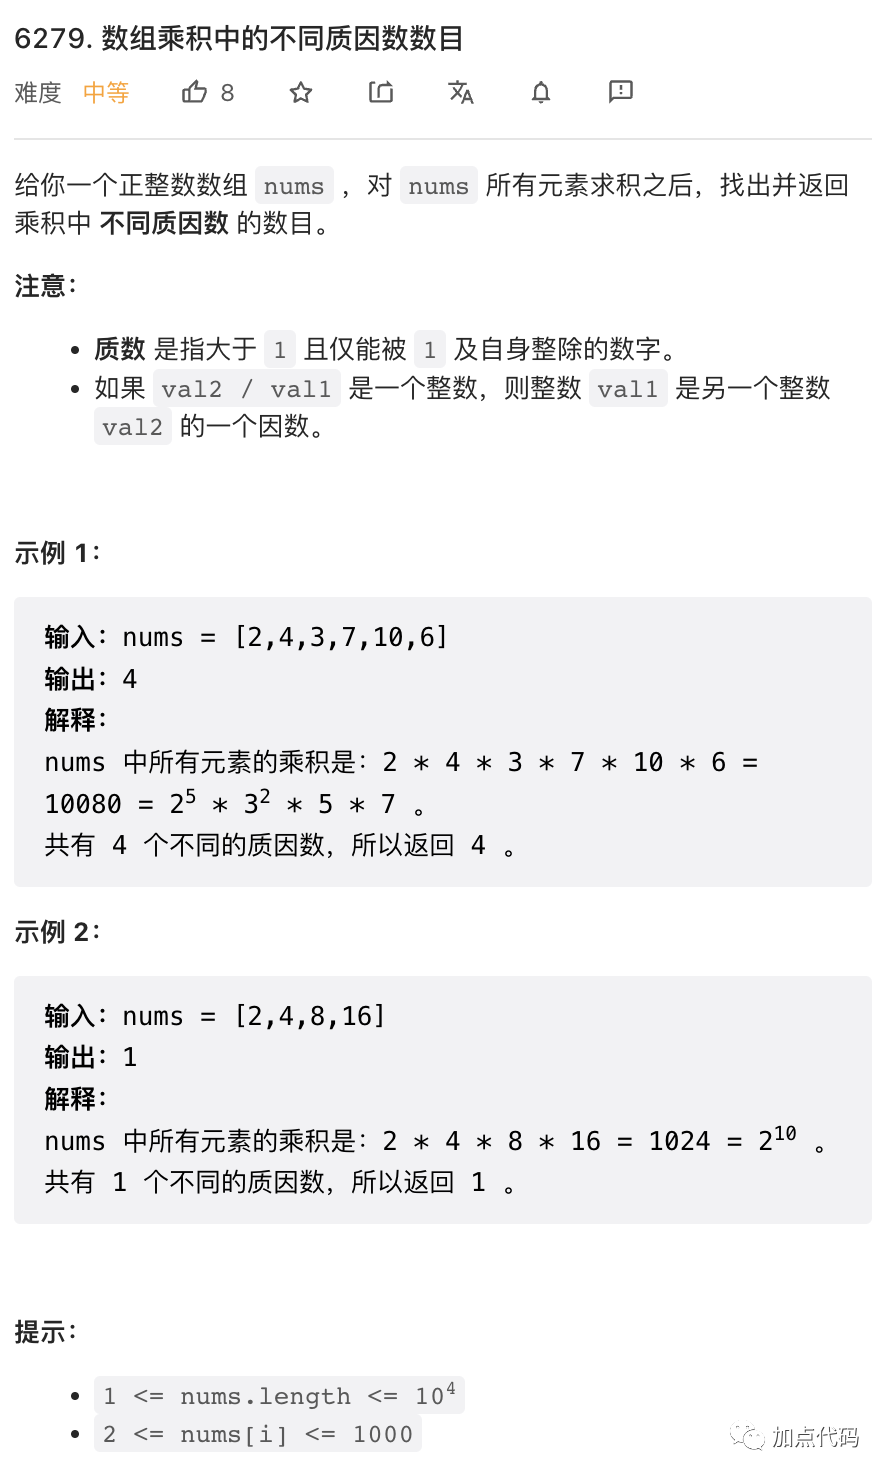 6279. 数组乘积中的不同质因数数目
难度 中等 8
给你一个正整数数组 nums ，对 nums 所有元素求积之后，找出并返回
乘积中 不同质因数 的数目。
注意：
• 质数 是指大于 1 且仅能被 1 及自身整除的数字。
• 如果 val2 / val1 是一个整数，则整数 val1 是另一个整数
val2 的一个因数。
示例 1：
输入：nums = [2,4,3,7,10,6]
输出：4
解释：
nums 中所有元素的乘积是：2 * 4 * 3 * 7 * 10 * 6 =
10080 = 2⁵ * 3² * 5 * 7 。
共有 4 个不同的质因数，所以返回 4 。
示例 2：
输入：nums = [2,4,8,16]
输出：1
解释：
nums 中所有元素的乘积是：2 * 4 * 8 * 16 = 1024 = 2¹⁰ 。
共有 1 个不同的质因数，所以返回 1 。
提示：
• 1 <= nums.length <= 10⁴
• 2 <= nums[i] <= 1000
加点代码